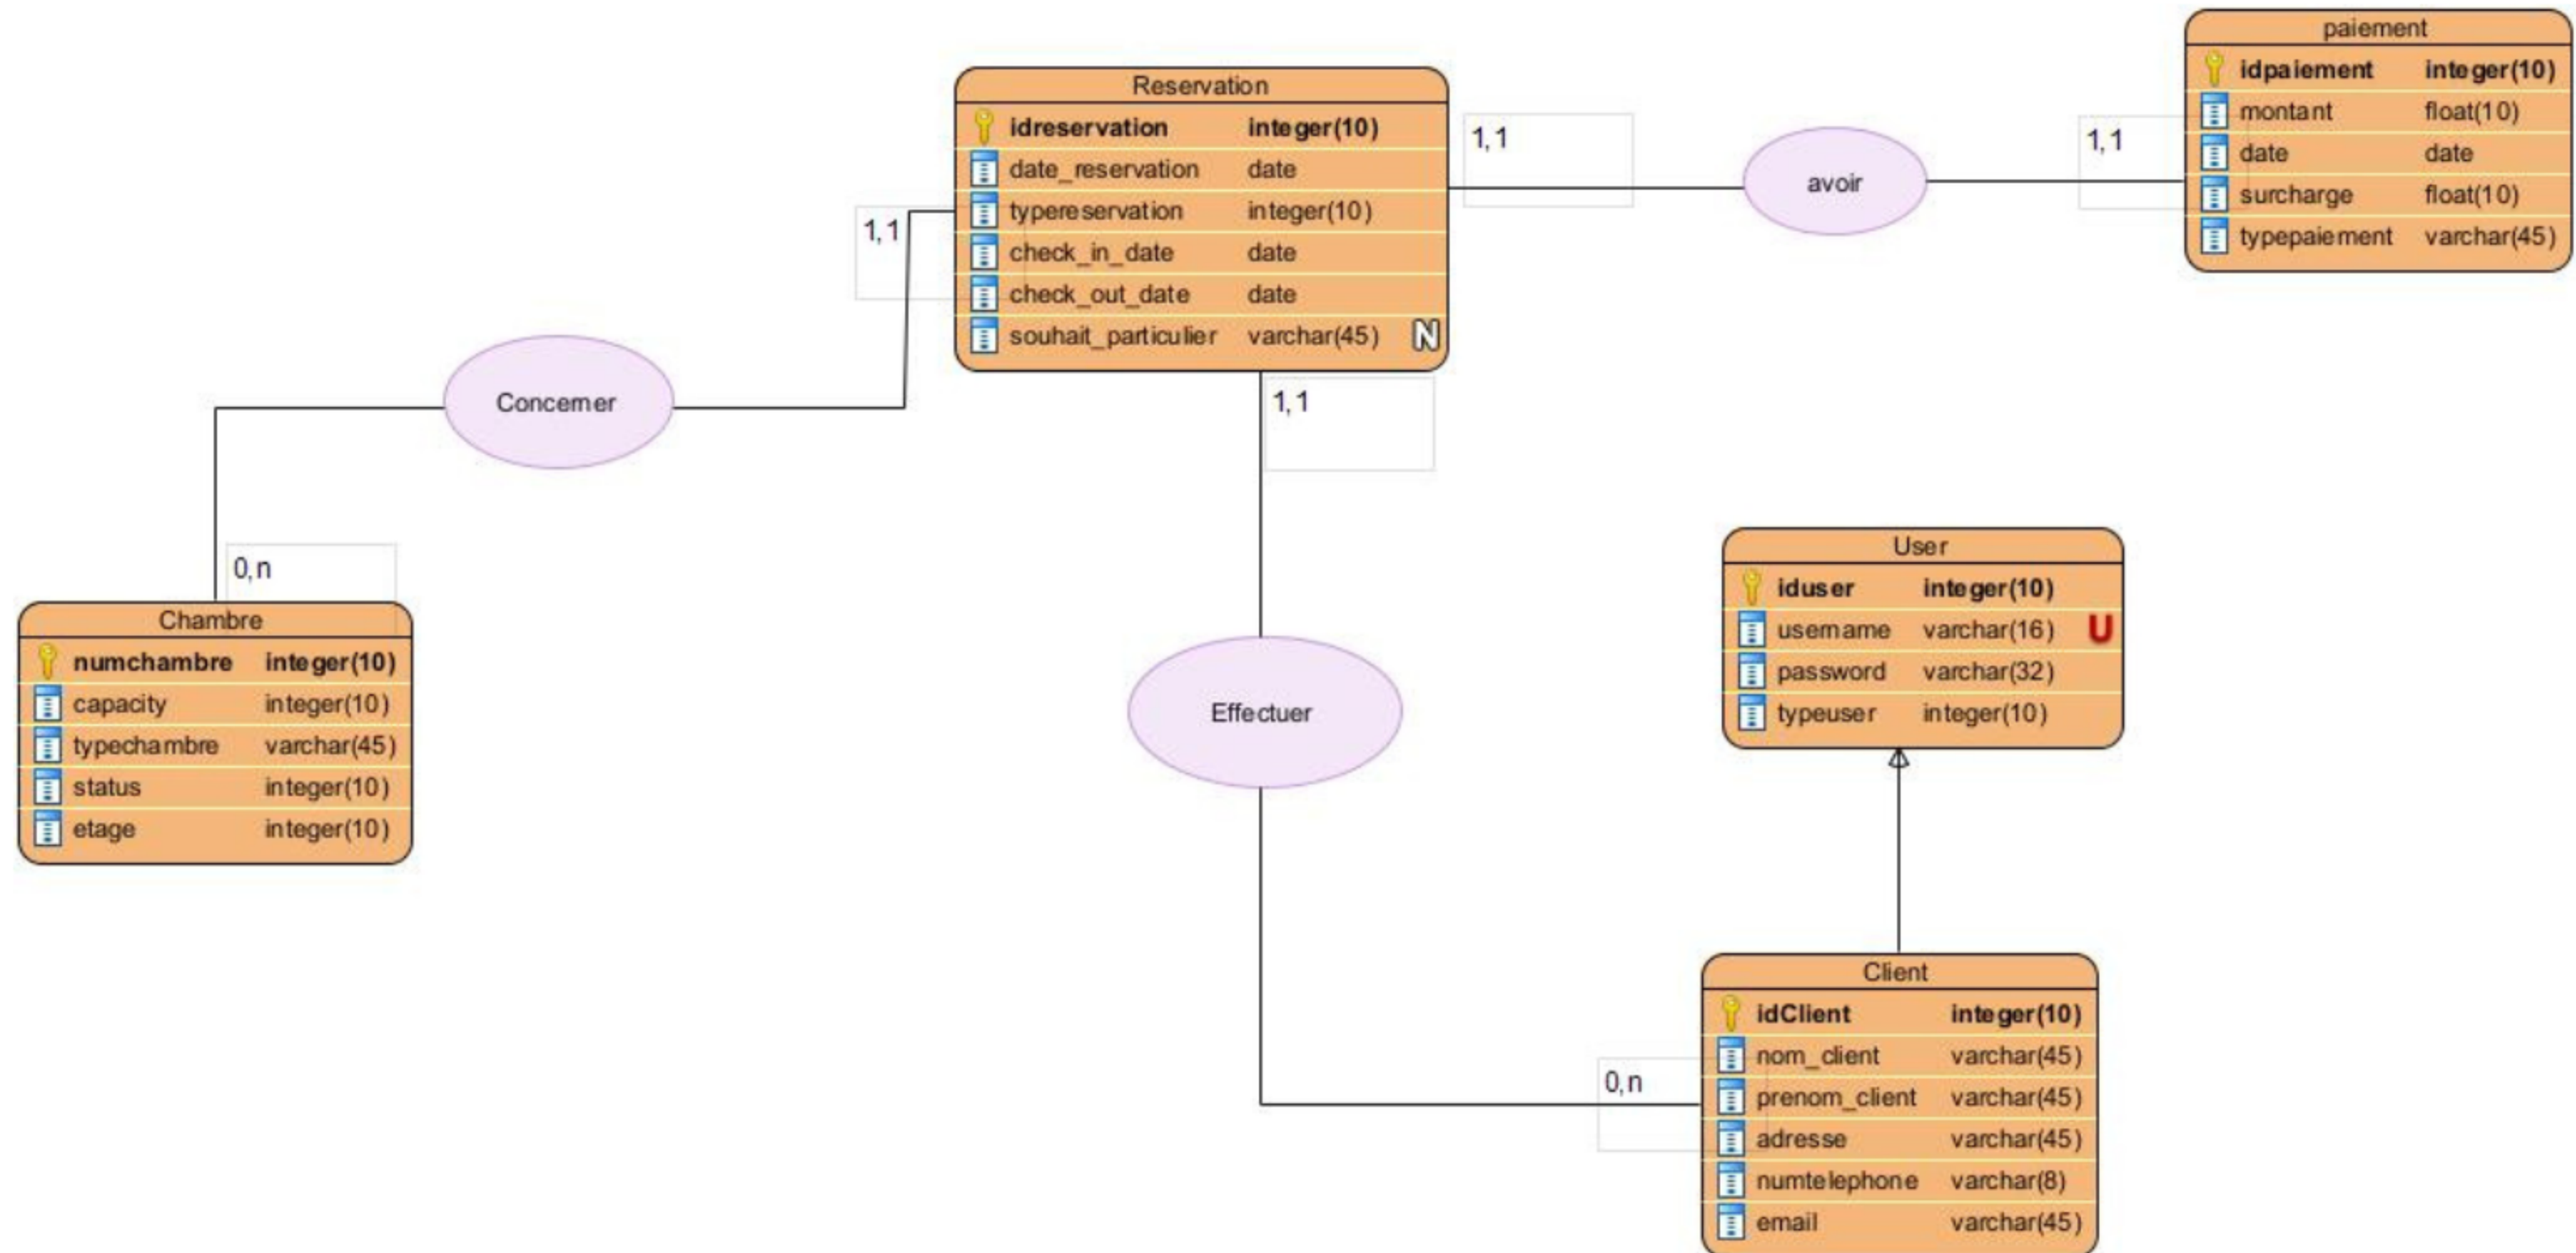 paiement
idpaiement integer(10)
montant float(10)
date date
surcharge float(10)
typepaiement varchar(45)
Reservation
idreservation integer(10)
date_reservation date
typereservation integer(10)
check_in_date date
check_out_date date
souhait_particulier varchar(45) N
1,1
avoir
1,1
1,1
Concerner
1,1
0,n
Chambre
numchambre integer(10)
capacity integer(10)
typechambre varchar(45)
status integer(10)
etage integer(10)
Effectuer
User
iduser integer(10)
username varchar(16) U
password varchar(32)
typeuser integer(10)
0,n
Client
idClient integer(10)
nom_client varchar(45)
prenom_client varchar(45)
adresse varchar(45)
numtelephone varchar(8)
email varchar(45)